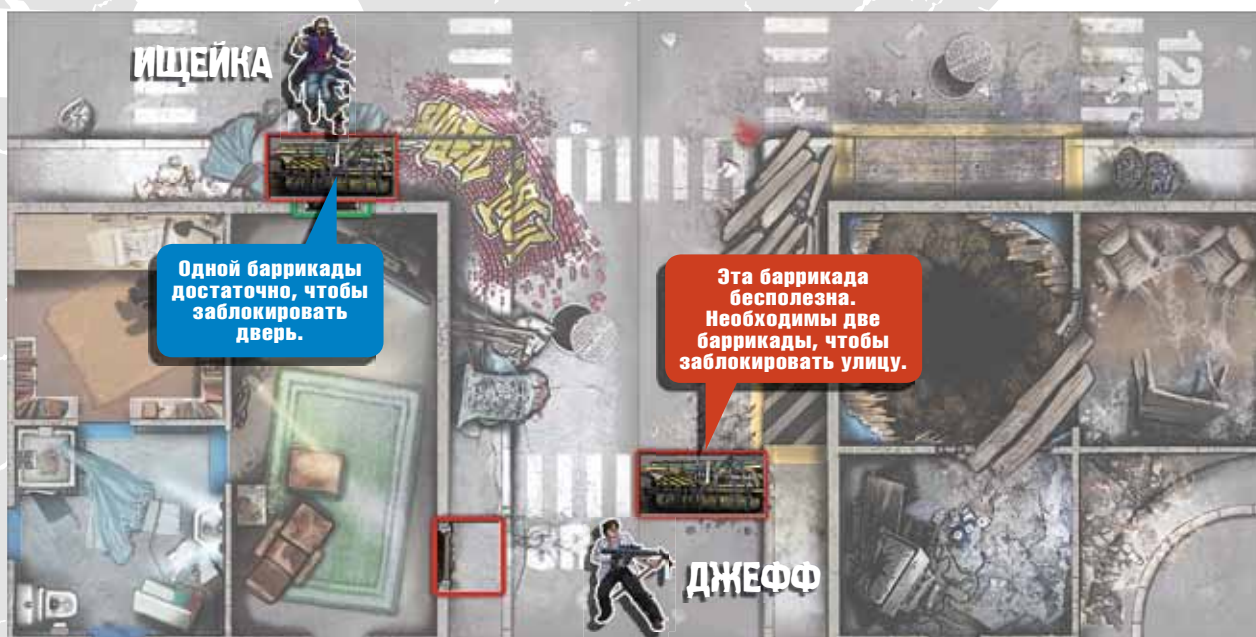 ИЩЕЙКА
12R
Одной баррикады
достаточно, чтобы
заблокировать
дверь.
Эта баррикада
бесполезна.
Необходимы две
баррикады, чтобы
заблокировать улицу.
ДЖЕФФ